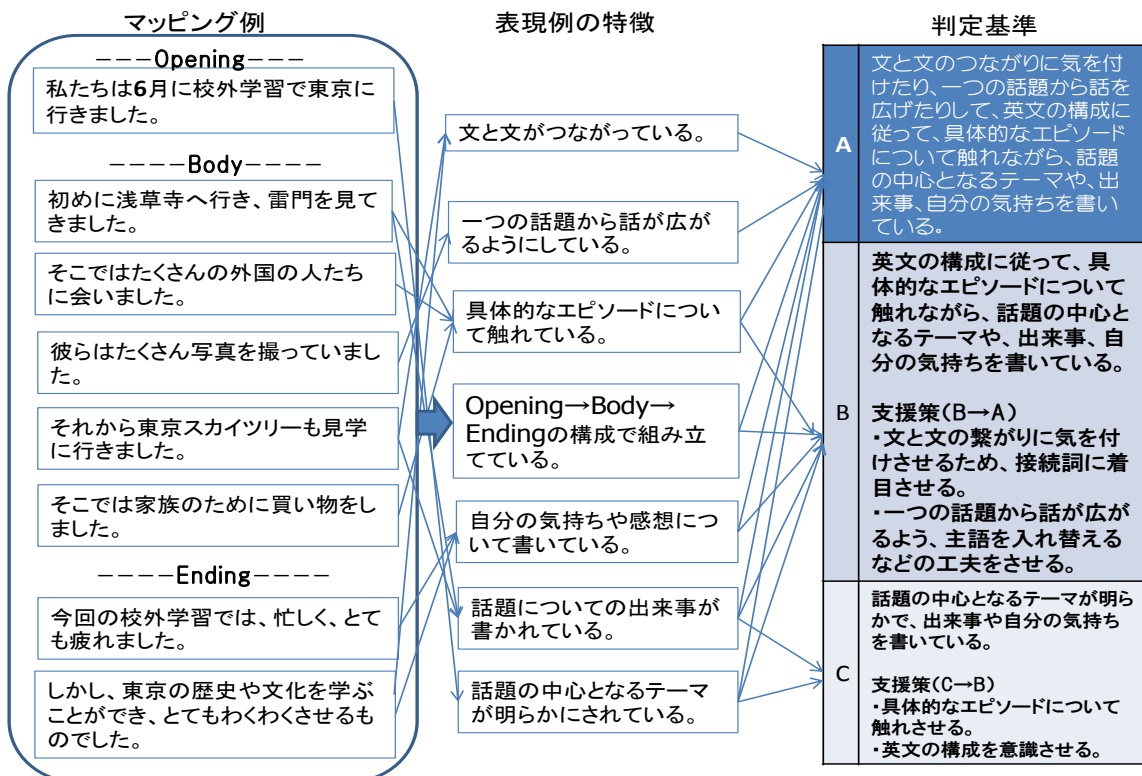 マッピング例
---Opening---
私たちは6月に校外学習で東京に
行きました。
----Body----
初めに浅草寺へ行き、雷門を見て
きました。
そこではたくさんの外国の人たち
に会いました。
彼らはたくさん写真を撮っていまし
た。
それから東京スカイツリーも見学
に行きました。
そこでは家族のために買い物をし
ました。
----Ending----
今回の校外学習では、忙しく、とて
も疲れました。
しかし、東京の歴史や文化を学ぶ
ことができ、とてもわくわくさせるも
のでした。
表現例の特徴
文と文がつながっている。
一つの話題から話が広が
るようにしている。
具体的なエピソードについ
て触れている。
Opening→Body→
Endingの構成で組み立
てている。
自分の気持ちや感想につ
いて書いている。
話題についての出来事が
書かれている。
話題の中心となるテーマ
が明らかにされている。
判定基準
A
文と文のつながりに気を付
けたり、一つの話題から話を
広げたりして、英文の構成に
従って、具体的なエピソード
について触れながら、話題
の中心となるテーマや、出
来事、自分の気持ちを書い
ている。
B
英文の構成に従って、具
体的なエピソードについて
触れながら、話題の中心と
なるテーマや、出来事、自
分の気持ちを書いている。
支援策(B→A)
・文と文の繋がりに気を付
けさせるため、接続詞に着
目させる。
・一つの話題から話が広が
るよう、主語を入れ替える
などの工夫をさせる。
C
話題の中心となるテーマが明ら
かで、出来事や自分の気持ち
を書いている。
支援策(C→B)
・具体的なエピソードについて
触れさせる。
・英文の構成を意識させる。